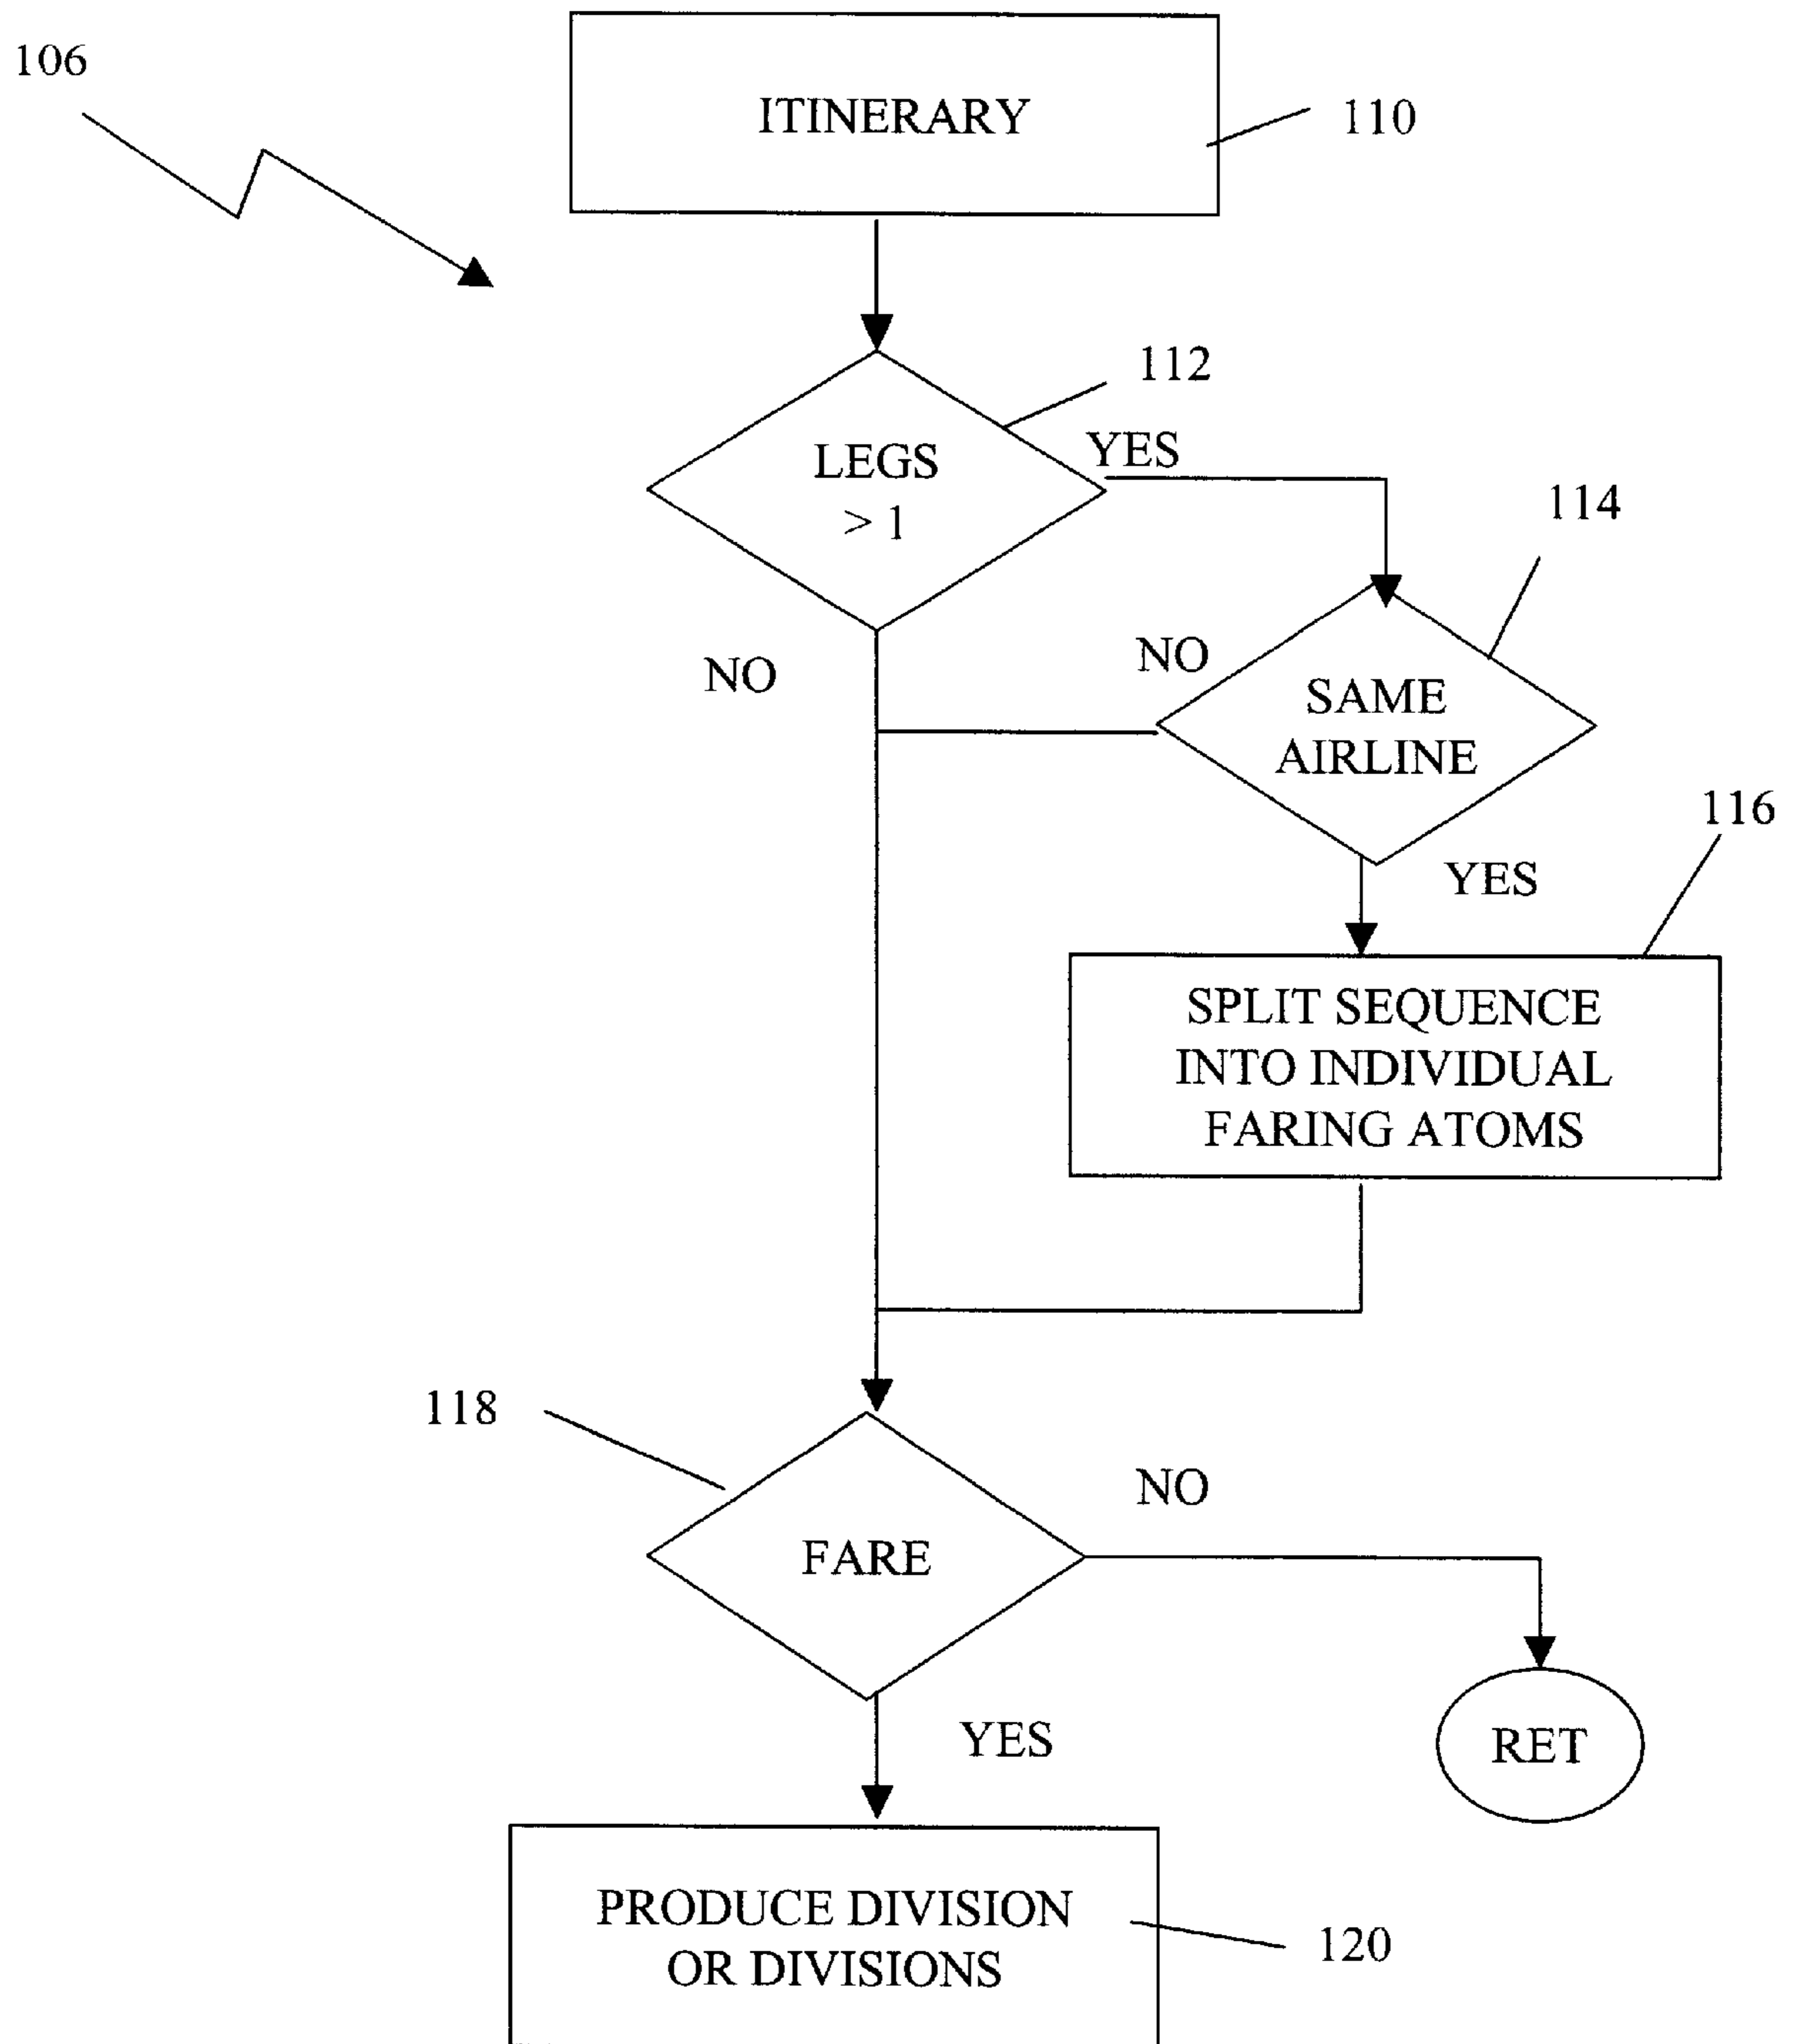 106
ITINERARY
110
112
LEGS
> 1
YES
114
NO
NO
SAME
AIRLINE
116
YES
SPLIT SEQUENCE
INTO INDIVIDUAL
FARING ATOMS
118
NO
FARE
RET
YES
PRODUCE DIVISION
OR DIVISIONS
120